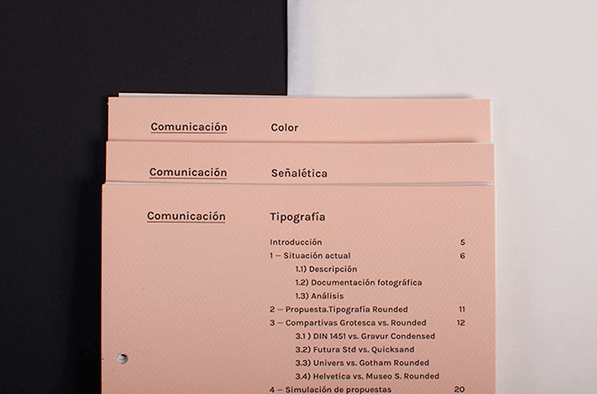 Comunicación Color
Comunicación Señalética
Comunicación Tipografía
Introducción 5
1 — Situación actual 6
1.1) Descripción
1.2) Documentación fotográfica
1.3) Análisis
2 — Propuesta.Tipografía Rounded 11
3 — Compartivas Grotesca vs. Rounded 12
3.1 ) DIN 1451 vs. Gravur Condensed
3.2) Futura Std vs. Quicksand
3.3) Univers vs. Gotham Rounded
3.4) Helvetica vs. Museo S. Rounded
4 — Simulación de propuestas 20